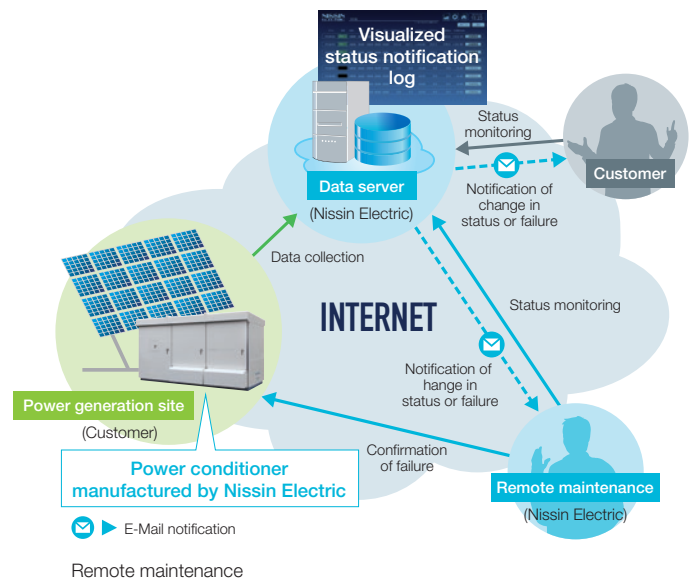 NISSIN
ELECTRIC
Visualized
status notification
log
Status
monitoring
Customer
Data server
(Nissin Electric)
Notification of
change in
status or failure
Data collection
INTERNET
Status monitoring
Notification of
hange in
status or failure
Power generation site
(Customer)
Confirmation
of failure
Power conditioner
manufactured by Nissin Electric
Remote maintenance
(Nissin Electric)
E-Mail notification
Remote maintenance